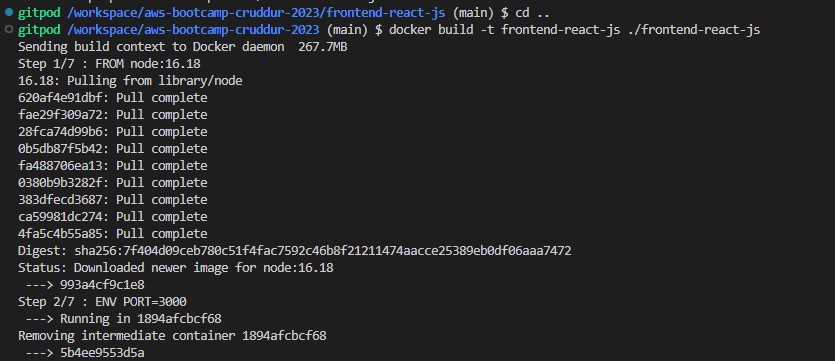 gitpod /workspace/aws-bootcamp-cruddur-2023/frontend-react-js (main) $ cd ..
gitpod /workspace/aws-bootcamp-cruddur-2023 (main) $ docker build -t frontend-react-js ./frontend-react-js
Sending build context to Docker daemon  267.7MB
Step 1/7 : FROM node:16.18
16.18: Pulling from library/node
620af4e91dbf: Pull complete
fae29f309a72: Pull complete
28fca74d99b6: Pull complete
0b5db87f5b42: Pull complete
fa488706ea13: Pull complete
0380b9b3282f: Pull complete
383dfecd3687: Pull complete
ca59981dc274: Pull complete
4fa5c4b55a85: Pull complete
Digest: sha256:7f404d09ceb780c51f4fac7592c46b8f21211474aacce25389eb0df06aaa7472
Status: Downloaded newer image for node:16.18
 ---> 993a4cf9c1e8
Step 2/7 : ENV PORT=3000
 ---> Running in 1894afcbcf68
Removing intermediate container 1894afcbcf68
 ---> 5b4ee9553d5a